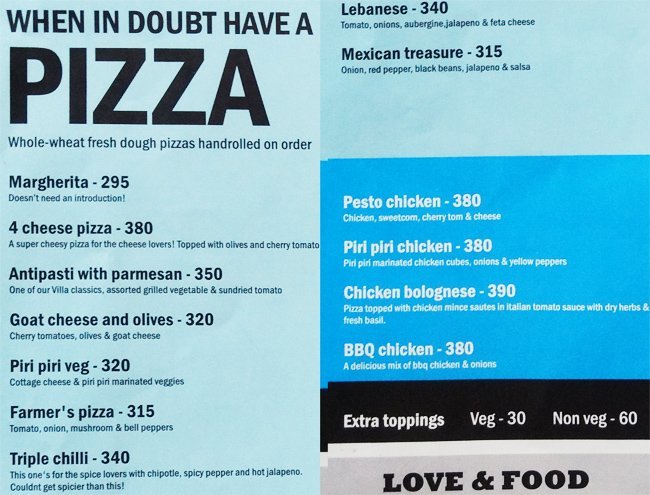 WHEN IN DOUBT HAVE A
PIZZA
Whole-wheat fresh dough pizzas handrolled on order
Margherita - 295
Doesn't need an introduction!
4 cheese pizza - 380
A super cheesy pizza for the cheese lovers! Topped with olives and cherry tomato
Antipasti with parmesan - 350
One of our Villa classics, assorted grilled vegetable & sundried tomato
Goat cheese and olives - 320
Cherry tomatoes, olives & goat cheese
Piri piri veg - 320
Cottage cheese & piri piri marinated veggies
Farmer's pizza - 315
Tomato, onion, mushroom & bell peppers
Triple chilli - 340
This one's for the spice lovers with chipotle, spicy pepper and hot jalapeno.
Couldnt get spicier than this!
Lebanese - 340
Tomato, onions, aubergine,jalapeno & feta cheese
Mexican treasure - 315
Onion, red pepper, black beans, jalapeno & salsa
Pesto chicken - 380
Chicken, sweetcorn, cherry tom & cheese
Piri piri chicken - 380
Piri piri marinated chicken cubes, onions & yellow peppers
Chicken bolognese - 390
Pizza topped with chicken mince sautes in italian tomato sauce with dry herbs &
fresh basil.
BBQ chicken - 380
A delicious mix of bbq chicken & onions
Extra toppings Veg - 30 Non veg - 60
LOVE & FOOD